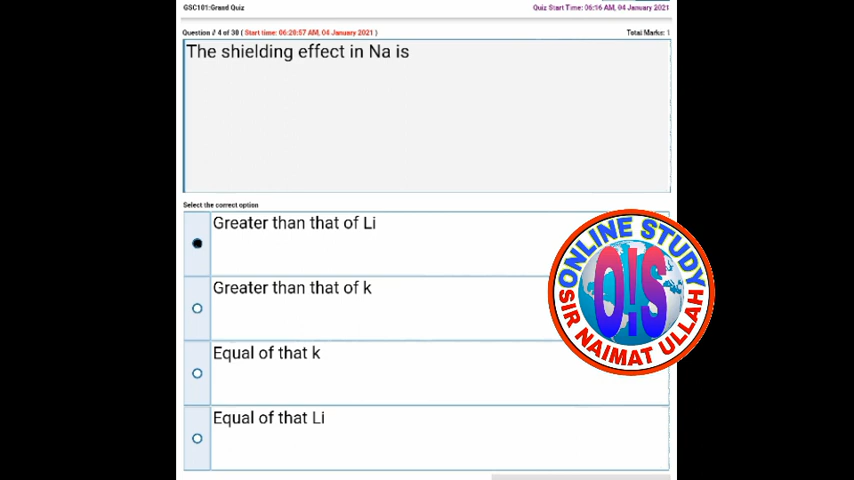 GSC101:Grand Quiz
Quiz Start Time: 06:16 AM, 04 January 2021
Question # 4 of 30 ( Start time: 06:20:57 AM, 04 January 2021 )
Total Marks: 1
The shielding effect in Na is
Select the correct option
Greater than that of Li
Greater than that of k
Equal of that k
Equal of that Li
ONLINE STUDY
O!S
SIR NAIMAT ULLAH